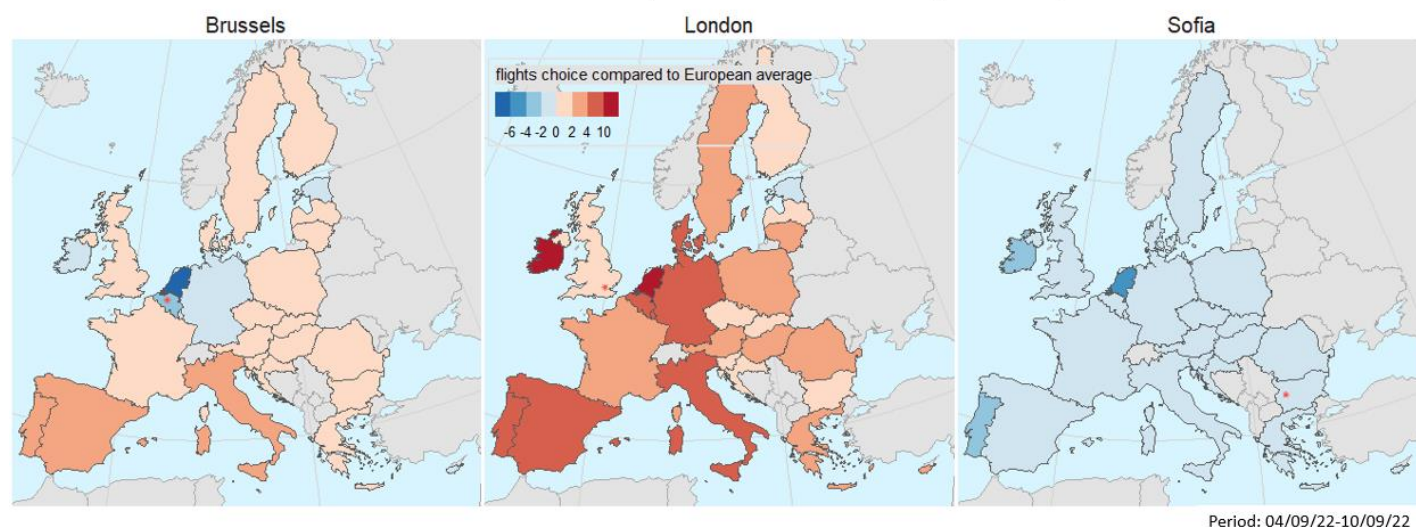 Brussels
London
Sofia
flights choice compared to European average
-6 -4 -2 0 2 4 10
Period: 04/09/22-10/09/22